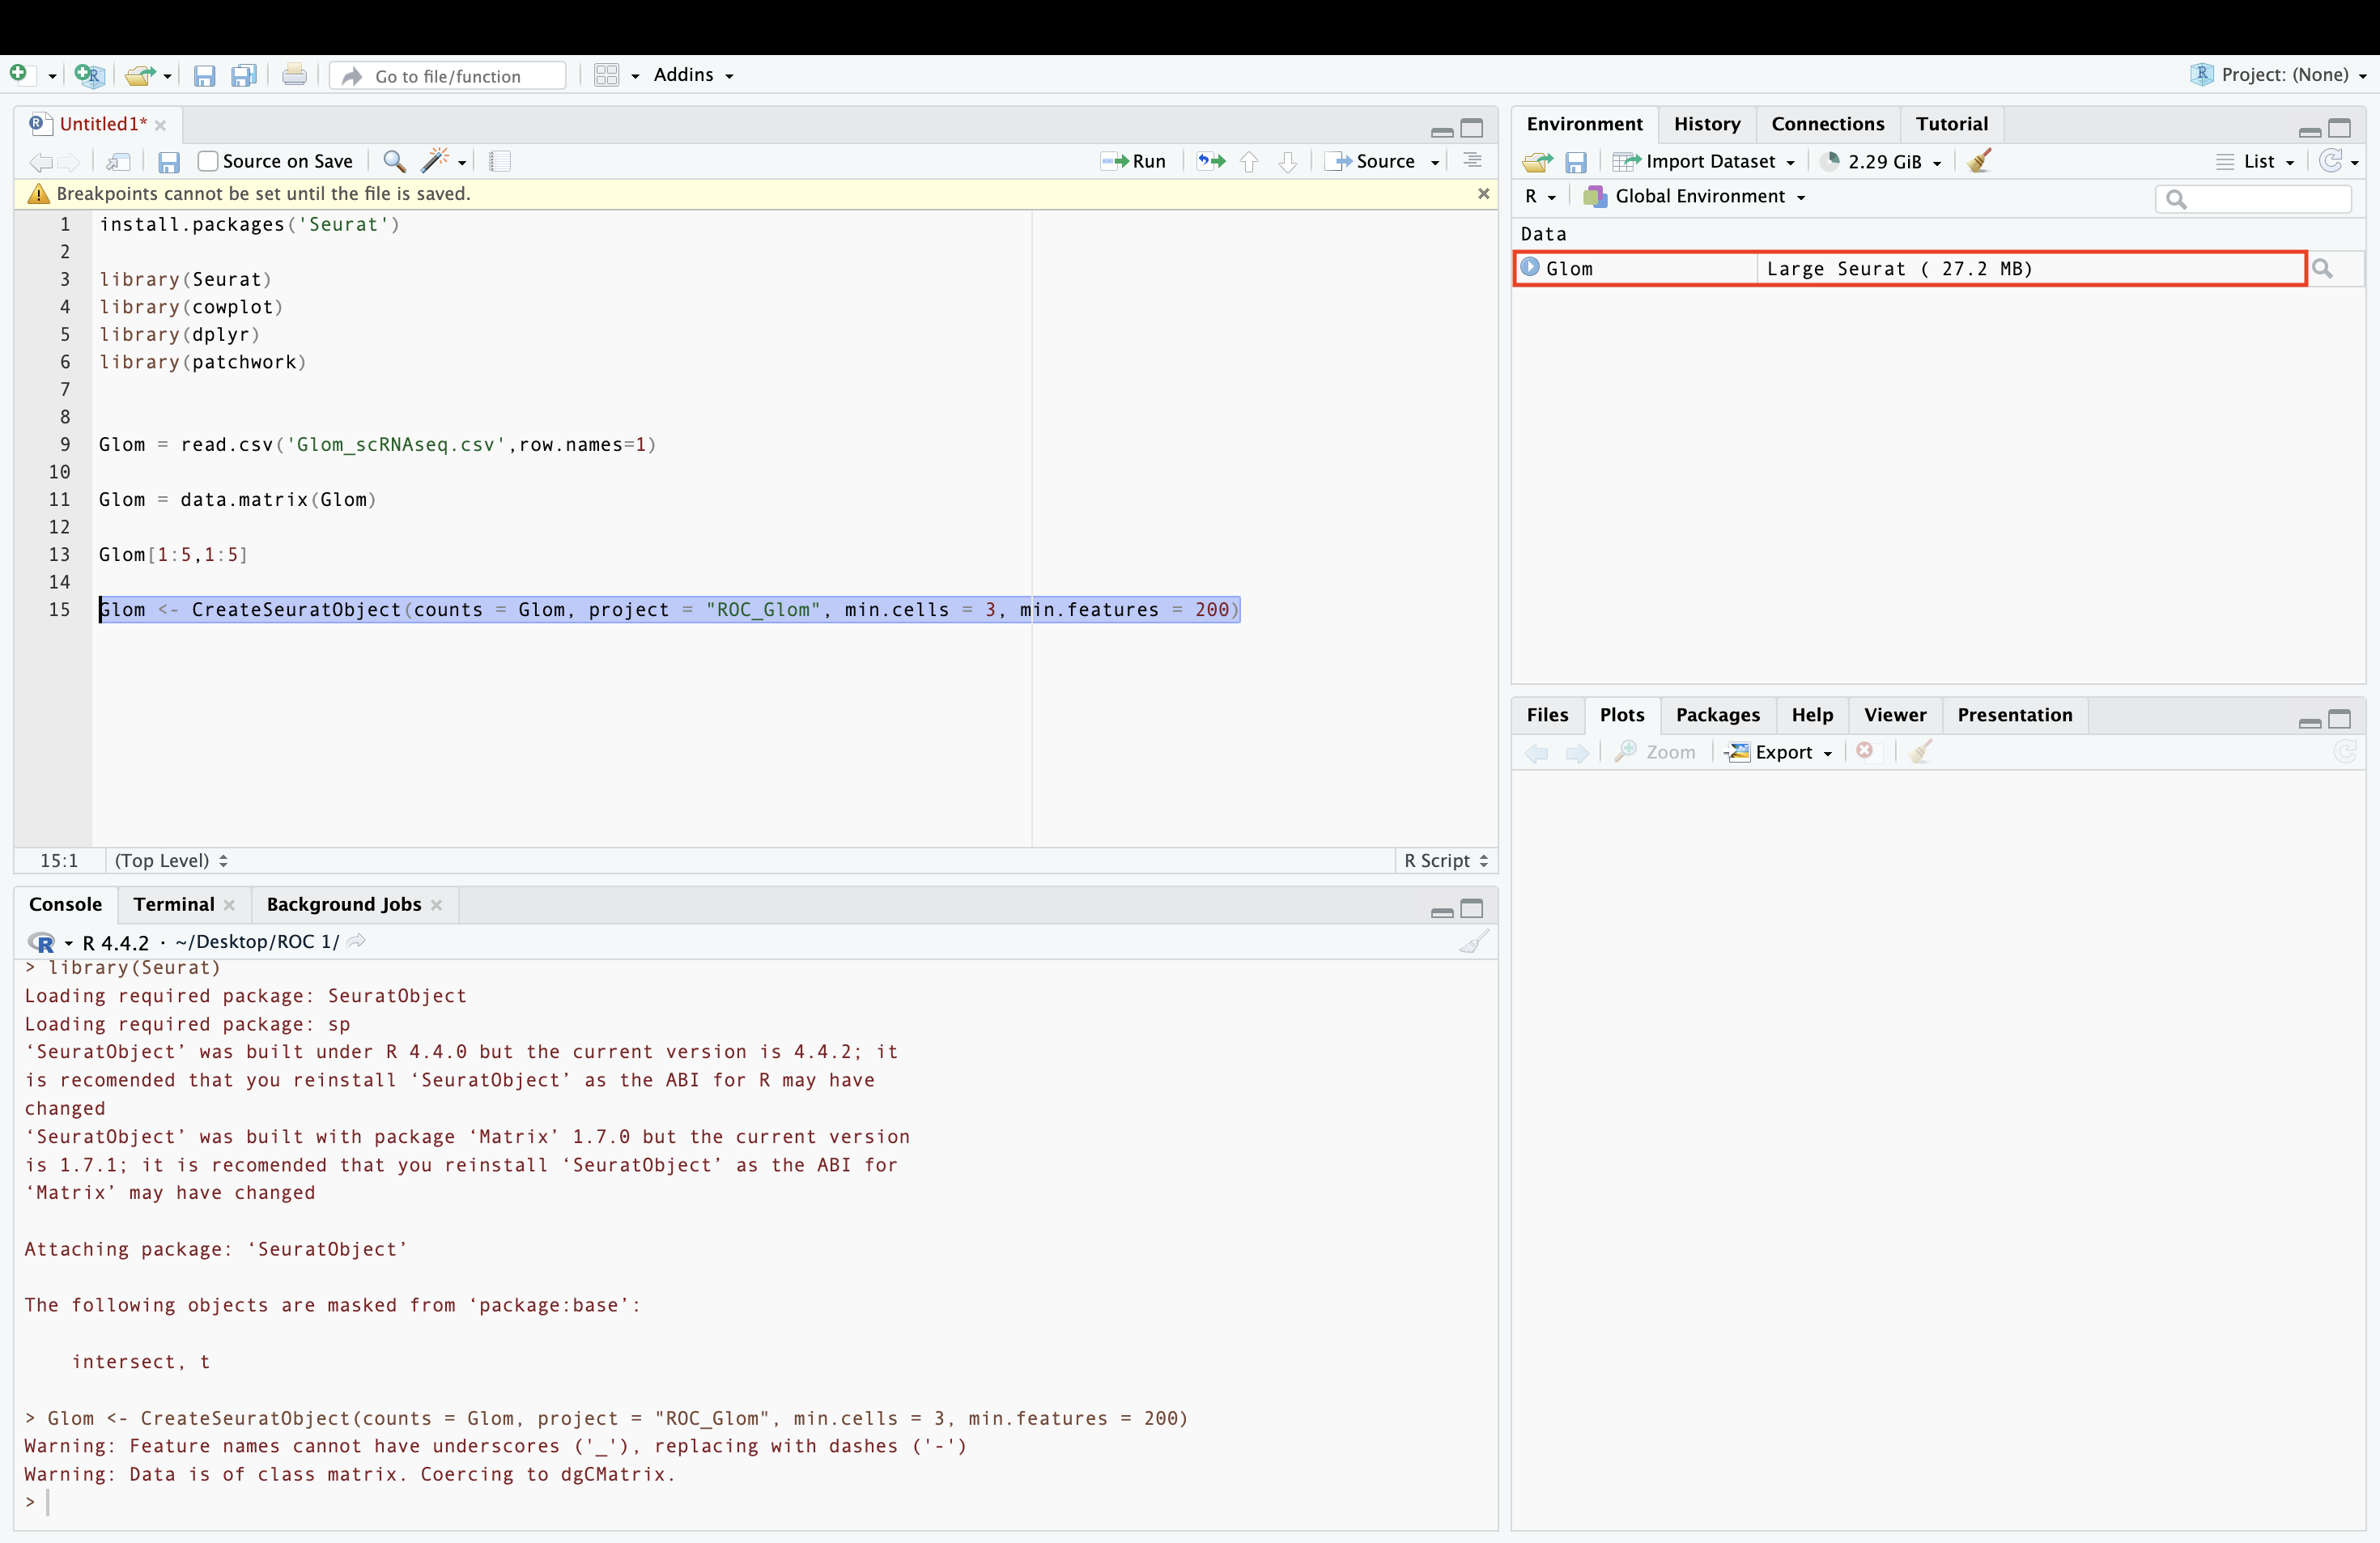 Go to file/function
Addins
Project: (None)
Untitled1*
Source on Save
Run
Source
Breakpoints cannot be set until the file is saved.
1 install.packages('Seurat')
2
3 library(Seurat)
4 library(cowplot)
5 library(dplyr)
6 library(patchwork)
7
8
9 Glom = read.csv('Glom_scRNAseq.csv',row.names=1)
10
11 Glom = data.matrix(Glom)
12
13 Glom[1:5,1:5]
14
15 Glom <- CreateSeuratObject(counts = Glom, project = "ROC_Glom", min.cells = 3, min.features = 200)
15:1 (Top Level) R Script
Console Terminal Background Jobs
R 4.4.2 · ~/Desktop/ROC 1/
> library(Seurat)
Loading required package: SeuratObject
Loading required package: sp
‘SeuratObject’ was built under R 4.4.0 but the current version is 4.4.2; it
is recomended that you reinstall ‘SeuratObject’ as the ABI for R may have
changed
‘SeuratObject’ was built with package ‘Matrix’ 1.7.0 but the current version
is 1.7.1; it is recomended that you reinstall ‘SeuratObject’ as the ABI for
‘Matrix’ may have changed
Attaching package: ‘SeuratObject’
The following objects are masked from ‘package:base’:
intersect, t
> Glom <- CreateSeuratObject(counts = Glom, project = "ROC_Glom", min.cells = 3, min.features = 200)
Warning: Feature names cannot have underscores ('_'), replacing with dashes ('-')
Warning: Data is of class matrix. Coercing to dgCMatrix.
>
Environment History Connections Tutorial
Import Dataset 2.29 GiB List
R Global Environment
Data
Glom Large Seurat ( 27.2 MB)
Files Plots Packages Help Viewer Presentation
Zoom Export